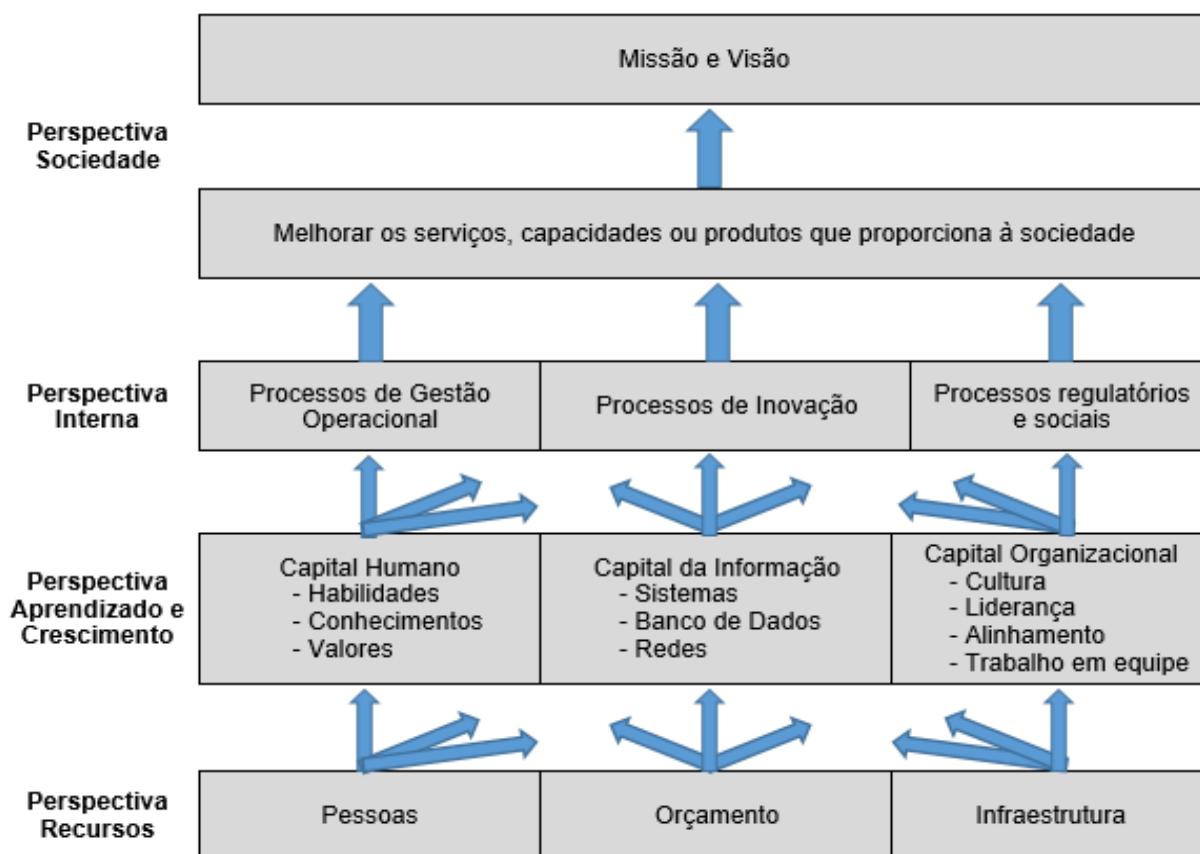 Missão e Visão
Perspectiva
Sociedade
Melhorar os serviços, capacidades ou produtos que proporciona à sociedade
Perspectiva
Interna
Processos de Gestão
Operacional
Processos de Inovação
Processos regulatórios
e sociais
Perspectiva
Aprendizado e
Crescimento
Capital Humano
- Habilidades
- Conhecimentos
- Valores
Capital da Informação
- Sistemas
- Banco de Dados
- Redes
Capital Organizacional
- Cultura
- Liderança
- Alinhamento
- Trabalho em equipe
Perspectiva
Recursos
Pessoas
Orçamento
Infraestrutura